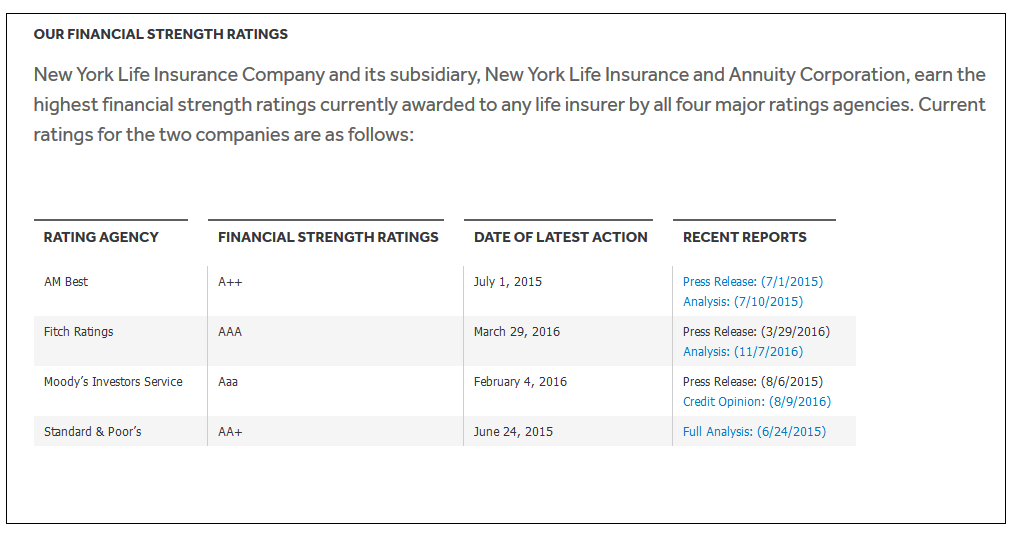 OUR FINANCIAL STRENGTH RATINGS
New York Life Insurance Company and its subsidiary, New York Life Insurance and Annuity Corporation, earn the
highest financial strength ratings currently awarded to any life insurer by all four major ratings agencies. Current
ratings for the two companies are as follows:
RATING AGENCY FINANCIAL STRENGTH RATINGS DATE OF LATEST ACTION RECENT REPORTS
AM Best A++ July 1, 2015 Press Release: (7/1/2015)
Analysis: (7/10/2015)
Fitch Ratings AAA March 29, 2016 Press Release: (3/29/2016)
Analysis: (11/7/2016)
Moody's Investors Service Aaa February 4, 2016 Press Release: (8/6/2015)
Credit Opinion: (8/9/2016)
Standard & Poor's AA+ June 24, 2015 Full Analysis: (6/24/2015)